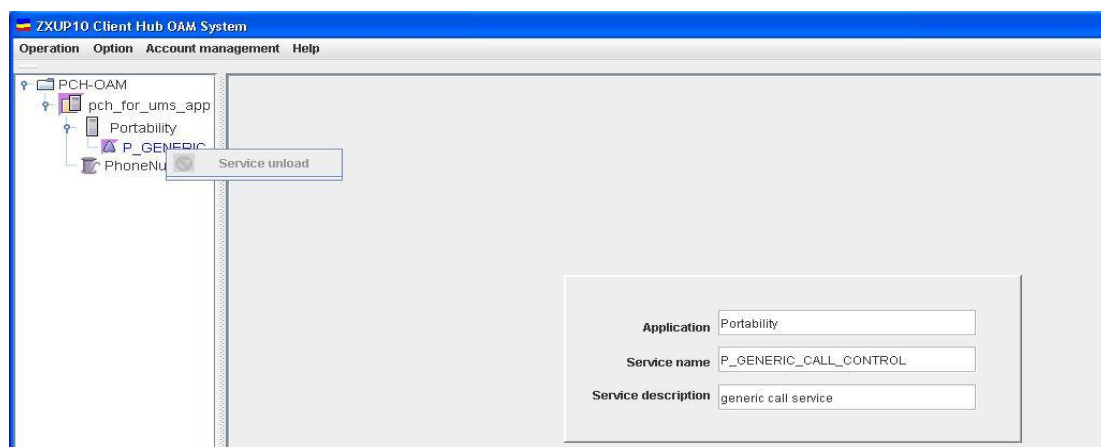 ZXUP10 Client Hub OAM System
Operation Option Account management Help
PCH-OAM
pch_for_ums_app
Portability
P_GENERIC
PhoneNu
Service unload
Application Portability
Service name P_GENERIC_CALL_CONTROL
Service description generic call service